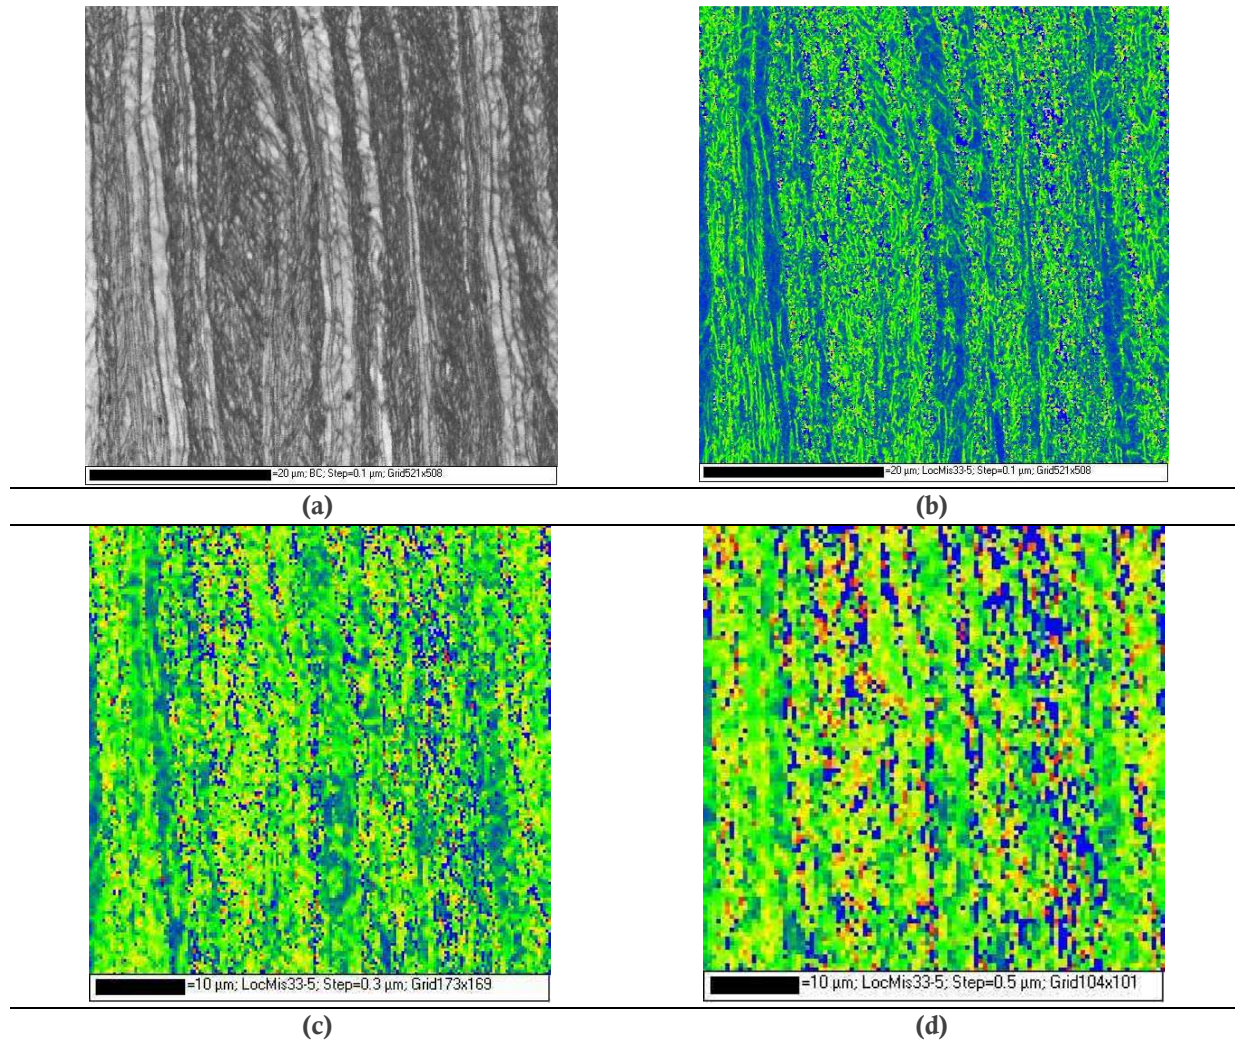 =20 µm; BC; Step=0.1 µm; Grid521x508
=20 µm; LocMis33-5; Step=0.1 µm; Grid521x508
(a)
(b)
=10 µm; LocMis33-5; Step=0.3 µm; Grid173x169
=10 µm; LocMis33-5; Step=0.5 µm; Grid104x101
(c)
(d)